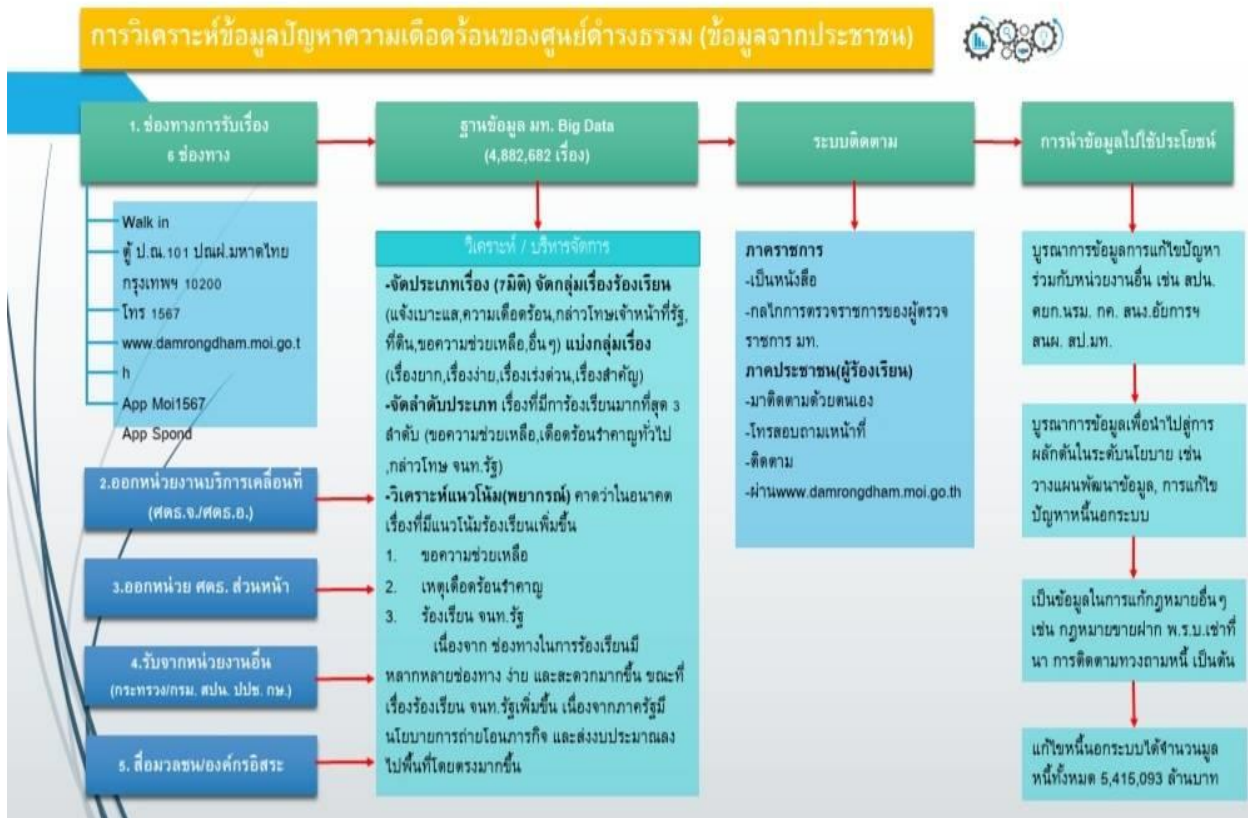 การวิเคราะห์ข้อมูลปัญหาความเดือดร้อนของศูนย์ดำรงธรรม (ข้อมูลจากประชาชน)
1. ช่องทางการรับเรื่อง
6 ช่องทาง
Walk in
ตู้ ป.ณ.101 ปณฝ.มหาดไทย
กรุงเทพฯ 10200
โทร 1567
www.damrongdham.moi.go.t
h
App Moi1567
App Spond
2.ออกหน่วยงานบริการเคลื่อนที่
(ศดธ.จ./ศดธ.อ.)
3.ออกหน่วย ศดธ. ส่วนหน้า
4.รับจากหน่วยงานอื่น
(กระทรวง/กรม. สปน. ปปช. กษ.)
5. สื่อมวลชน/องค์กรอิสระ
ฐานข้อมูล มท. Big Data
(4,882,682 เรื่อง)
วิเคราะห์ / บริหารจัดการ
-จัดประเภทเรื่อง (7มิติ) จัดกลุ่มเรื่องร้องเรียน
(แจ้งเบาะแส,ความเดือดร้อน,กล่าวโทษเจ้าหน้าที่รัฐ,
ที่ดิน,ขอความช่วยเหลือ,อื่นๆ) แบ่งกลุ่มเรื่อง
(เรื่องยาก,เรื่องง่าย,เรื่องเร่งด่วน,เรื่องสำคัญ)
-จัดลำดับประเภท เรื่องที่มีการ้องเรียนมากที่สุด 3
ลำดับ (ขอความช่วยเหลือ,เดือดร้อนรำคาญทั่วไป
,กล่าวโทษ จนท.รัฐ)
-วิเคราะห์แนวโน้ม(พยากรณ์) คาดว่าในอนาคต
เรื่องที่มีแนวโน้มร้องเรียนเพิ่มขึ้น
1. ขอความช่วยเหลือ
2. เหตุเดือดร้อนรำคาญ
3. ร้องเรียน จนท.รัฐ
เนื่องจาก ช่องทางในการร้องเรียนมี
หลากหลายช่องทาง ง่าย และสะดวกมากขึ้น ขณะที่
เรื่องร้องเรียน จนท.รัฐเพิ่มขึ้น เนื่องจากภาครัฐมี
นโยบายการถ่ายโอนภารกิจ และส่งงบประมาณลง
ไปพื้นที่โดยตรงมากขึ้น
ระบบติดตาม
ภาคราชการ
-เป็นหนังสือ
-กลไกการตรวจราชการของผู้ตรวจ
ราชการ มท.
ภาคประชาชน(ผู้ร้องเรียน)
-มาติดตามด้วยตนเอง
-โทรสอบถามเหน้าที่
-ติดตาม
-ผ่านwww.damrongdham.moi.go.th
การนำข้อมูลไปใช้ประโยชน์
บูรณาการข้อมูลการแก้ไขปัญหา
ร่วมกับหน่วยงานอื่น เช่น สปน.
ศยก.นรม. กค. สนง.อัยการฯ
สนผ. สป.มท.
บูรณาการข้อมูลเพื่อนำไปสู่การ
ผลักดันในระดับนโยบาย เช่น
วางแผนพัฒนาข้อมูล, การแก้ไข
ปัญหาหนี้นอกระบบ
เป็นข้อมูลในการแก้กฎหมายอื่นๆ
เช่น กฎหมายขายฝาก พ.ร.บ.เช่าที่
นา การติดตามทวงถามหนี้ เป็นต้น
แก้ไขหนี้นอกระบบได้จำนวนมูล
หนี้ทั้งหมด 5,415,093 ล้านบาท